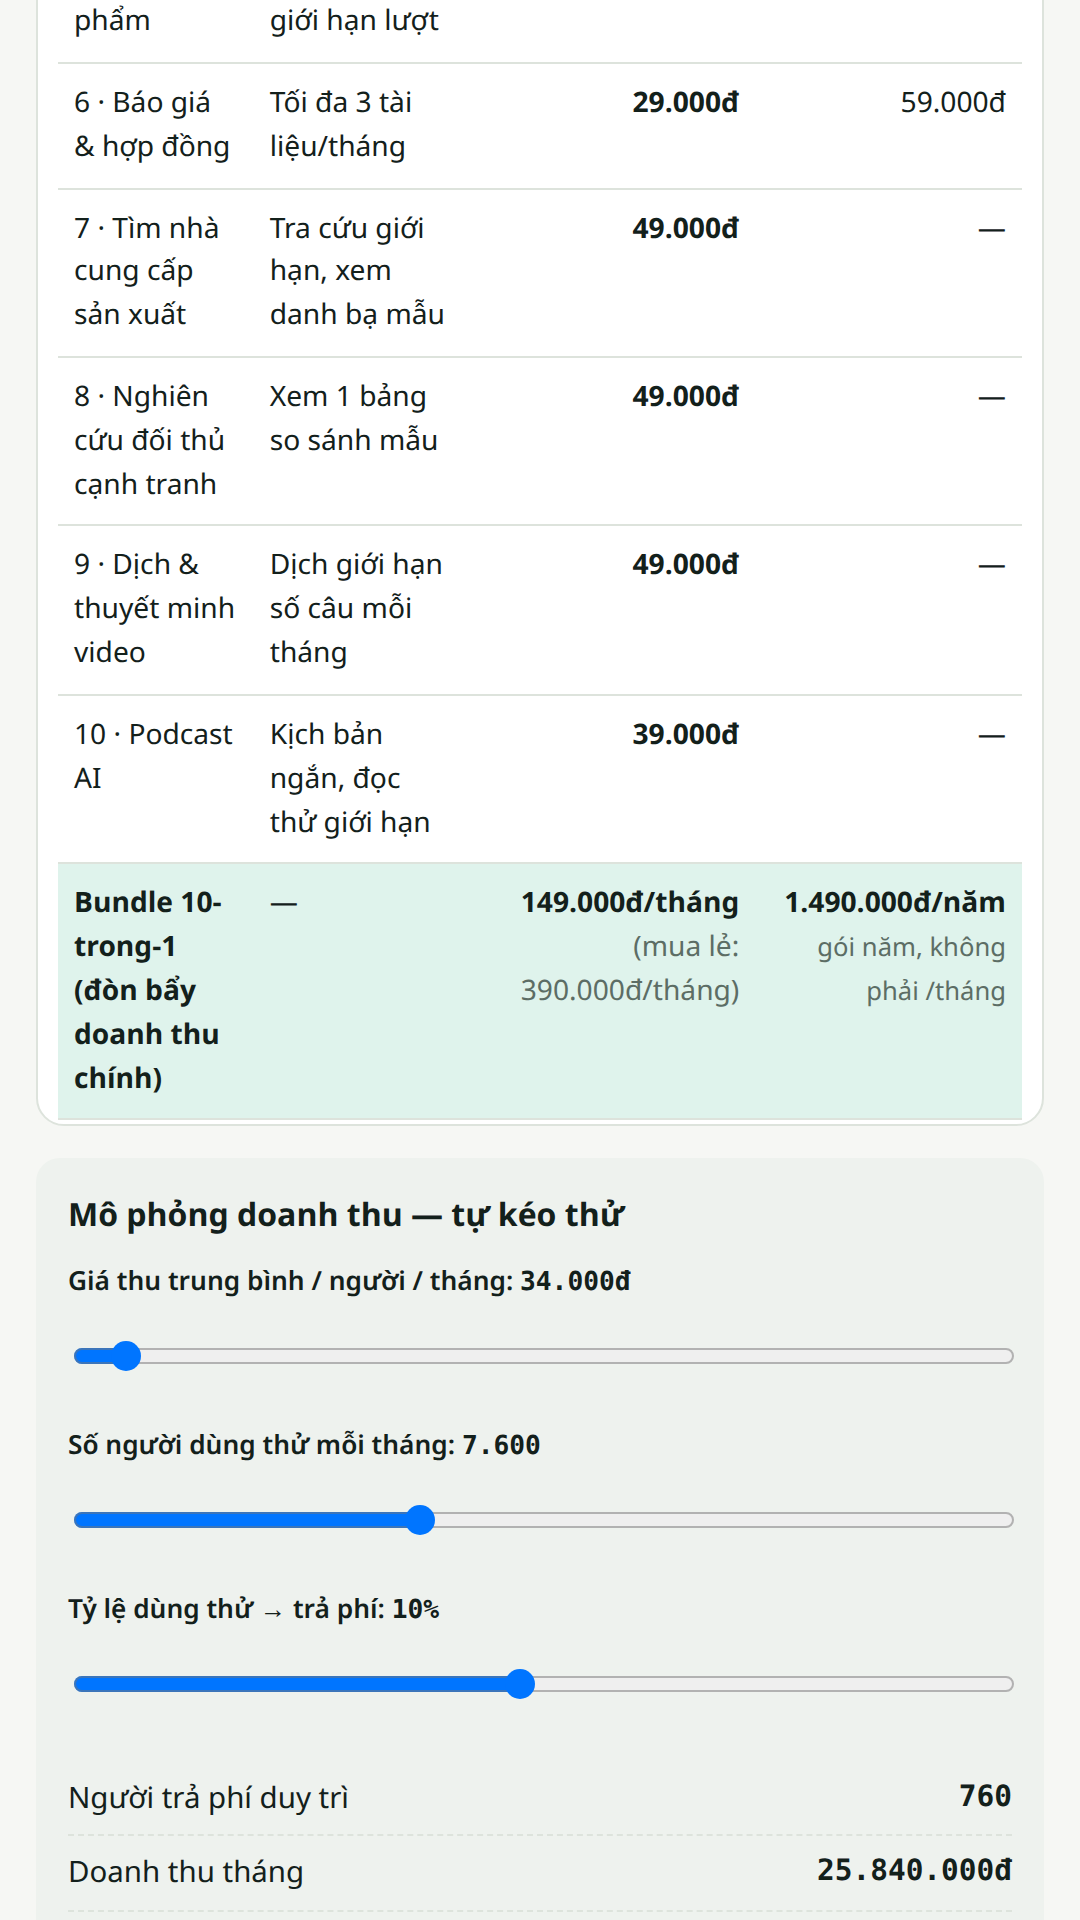 phẩm
giới hạn lượt
6 · Báo giá
& hợp đồng
Tối đa 3 tài
liệu/tháng
29.000đ
59.000đ
7 · Tìm nhà
cung cấp
sản xuất
Tra cứu giới
hạn, xem
danh bạ mẫu
49.000đ
—
8 · Nghiên
cứu đối thủ
cạnh tranh
Xem 1 bảng
so sánh mẫu
49.000đ
—
9 · Dịch &
thuyết minh
video
Dịch giới hạn
số câu mỗi
tháng
49.000đ
—
10 · Podcast
AI
Kịch bản
ngắn, đọc
thử giới hạn
39.000đ
—
Bundle 10-
trong-1
(đòn bẩy
doanh thu
chính)
—
149.000đ/tháng
(mua lẻ:
390.000đ/tháng)
1.490.000đ/năm
gói năm, không
phải /tháng
Mô phỏng doanh thu — tự kéo thử
Giá thu trung bình / người / tháng: 34.000đ
Số người dùng thử mỗi tháng: 7.600
Tỷ lệ dùng thử → trả phí: 10%
Người trả phí duy trì 760
Doanh thu tháng 25.840.000đ